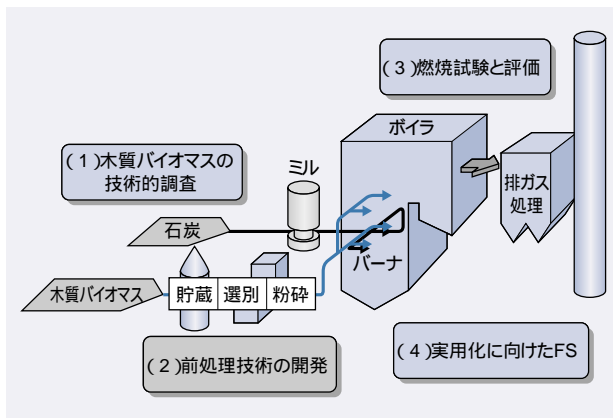 (3)燃焼試験と評価
ボイラ
(1)木質バイオマスの
技術的調査
ミル
排ガス
処理
石炭
バーナ
木質バイオマス
貯蔵 選別 粉砕
(2)前処理技術の開発
(4)実用化に向けたFS